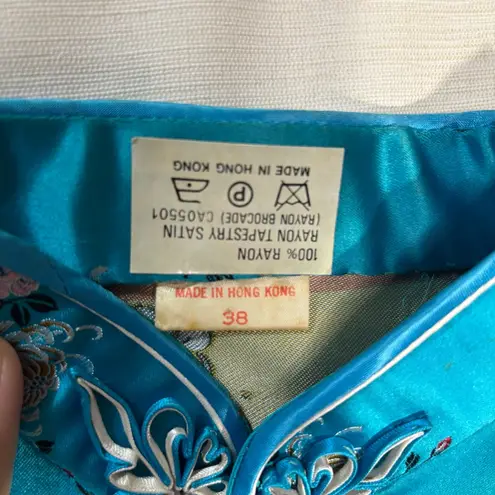 100% RAYON
RAYON TAPESTRY SATIN
(RAYON BROCADE) CA05501
P
MADE IN HONG KONG
MADE IN HONG KONG
38